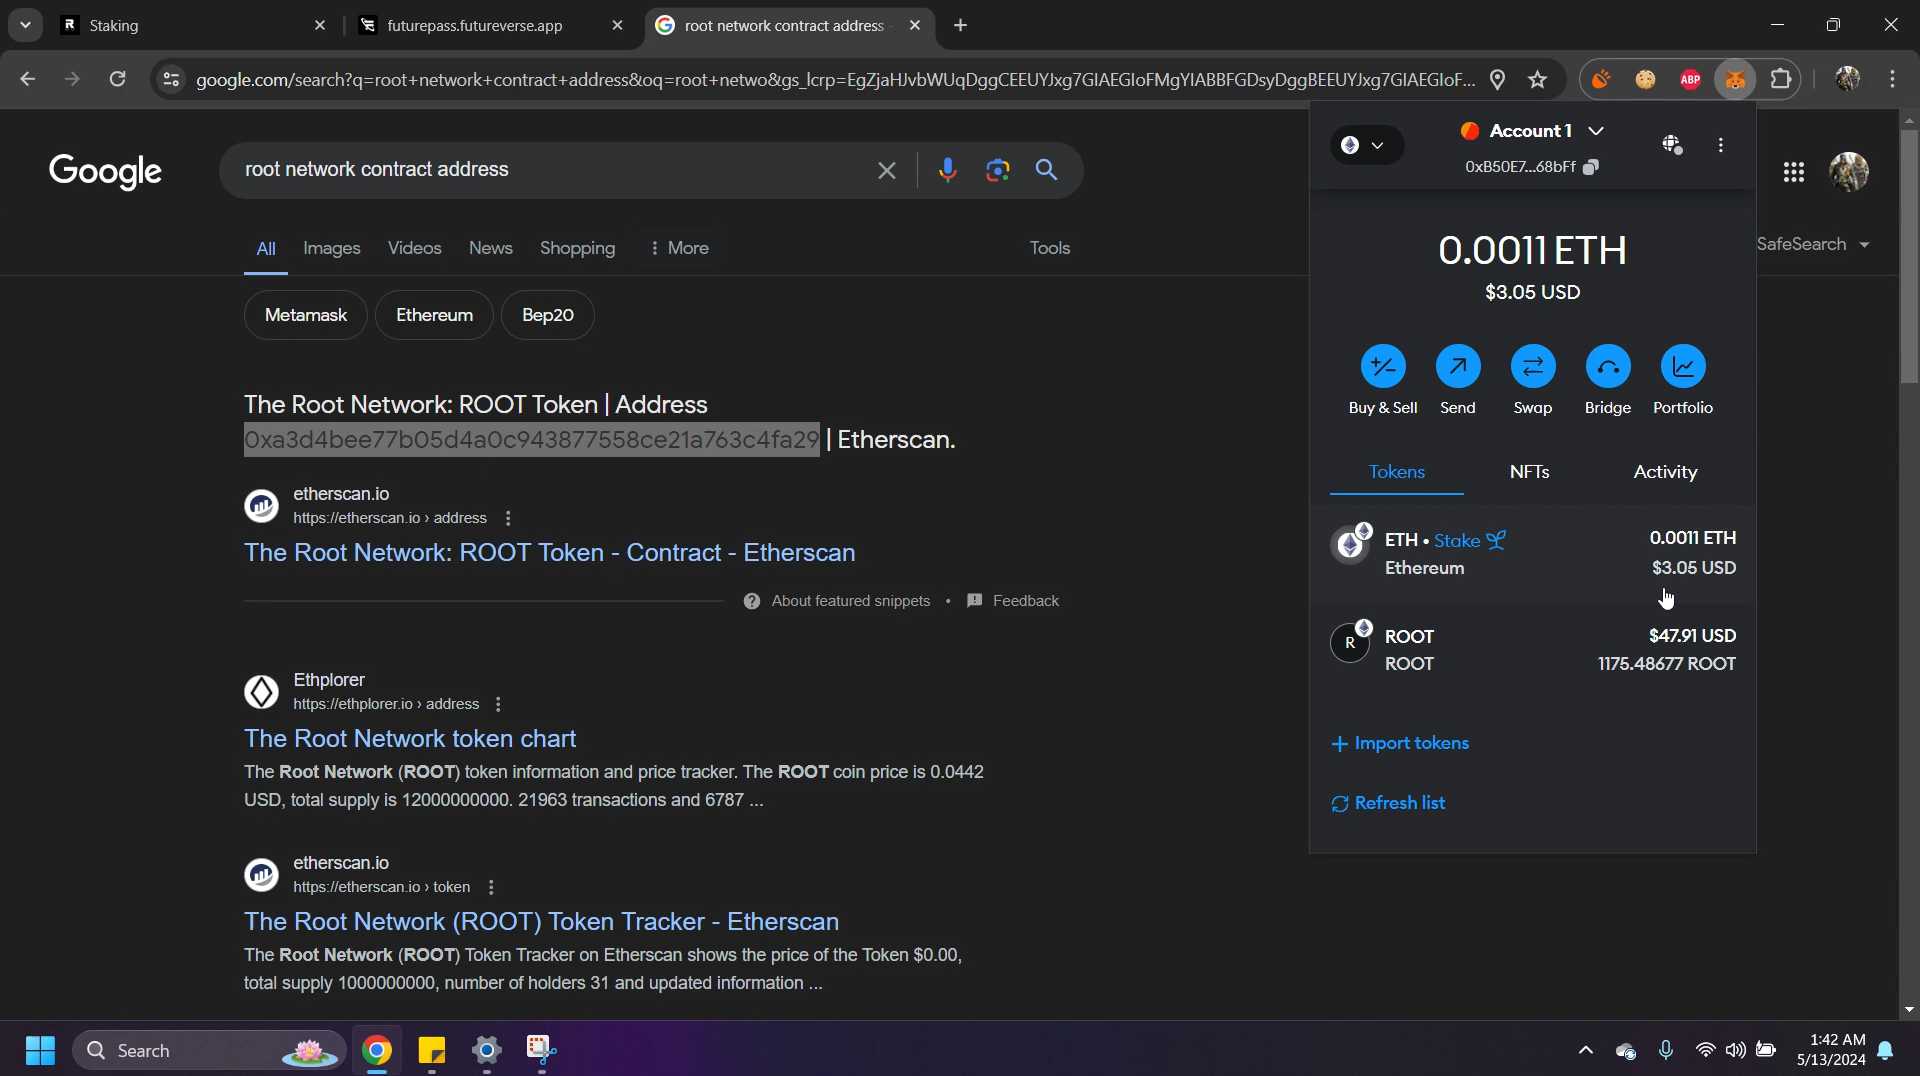 Staking
futurepass.futureverse.app
root network contract address
google.com/search?q=root+network+contract+address&oq=root+netwo&gs_lcrp=EgZjaHJvbWUqDggCEEUYJxg7GIAEGIoFMgYIABBFGDsyDggBEEUYJxg7GIAEGIoF...
ABP
Google
root network contract address
All
Images
Videos
News
Shopping
More
Tools
SafeSearch
Metamask
Ethereum
Bep20
The Root Network: ROOT Token | Address
0xa3d4bee77b05d4a0c943877558ce21a763c4fa29 | Etherscan.
etherscan.io
https://etherscan.io › address
The Root Network: ROOT Token - Contract - Etherscan
About featured snippets • Feedback
Ethplorer
https://ethplorer.io › address
The Root Network token chart
The Root Network (ROOT) token information and price tracker. The ROOT coin price is 0.0442
USD, total supply is 12000000000. 21963 transactions and 6787 ...
etherscan.io
https://etherscan.io › token
The Root Network (ROOT) Token Tracker - Etherscan
The Root Network (ROOT) Token Tracker on Etherscan shows the price of the Token $0.00,
total supply 1000000000, number of holders 31 and updated information ...
Account 1
0xB50E7...68bFf
0.0011 ETH
$3.05 USD
Buy & Sell
Send
Swap
Bridge
Portfolio
Tokens
NFTs
Activity
ETH • Stake
0.0011 ETH
Ethereum
$3.05 USD
R
ROOT
$47.91 USD
ROOT
1175.48677 ROOT
+ Import tokens
Refresh list
Search
1:42 AM
5/13/2024